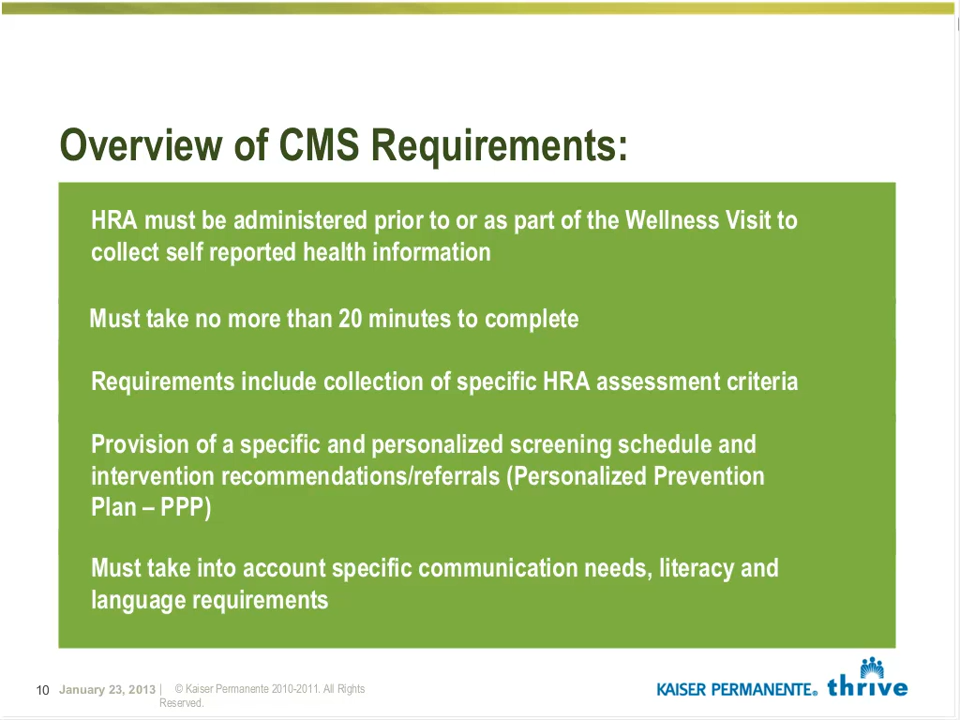 Overview of CMS Requirements:
HRA must be administered prior to or as part of the Wellness Visit to
collect self reported health information
Must take no more than 20 minutes to complete
Requirements include collection of specific HRA assessment criteria
Provision of a specific and personalized screening schedule and
intervention recommendations/referrals (Personalized Prevention
Plan – PPP)
Must take into account specific communication needs, literacy and
language requirements
10 January 23, 2013 | © Kaiser Permanente 2010-2011. All Rights
Reserved.
KAISER PERMANENTE® thrive